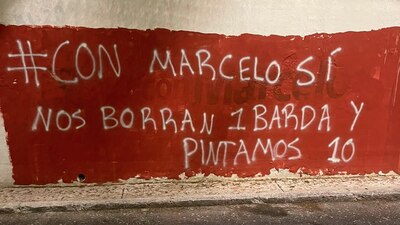 #CON MARCELO SÍ
NOS BORRAN 1 BARDA Y
PINTAMOS 10